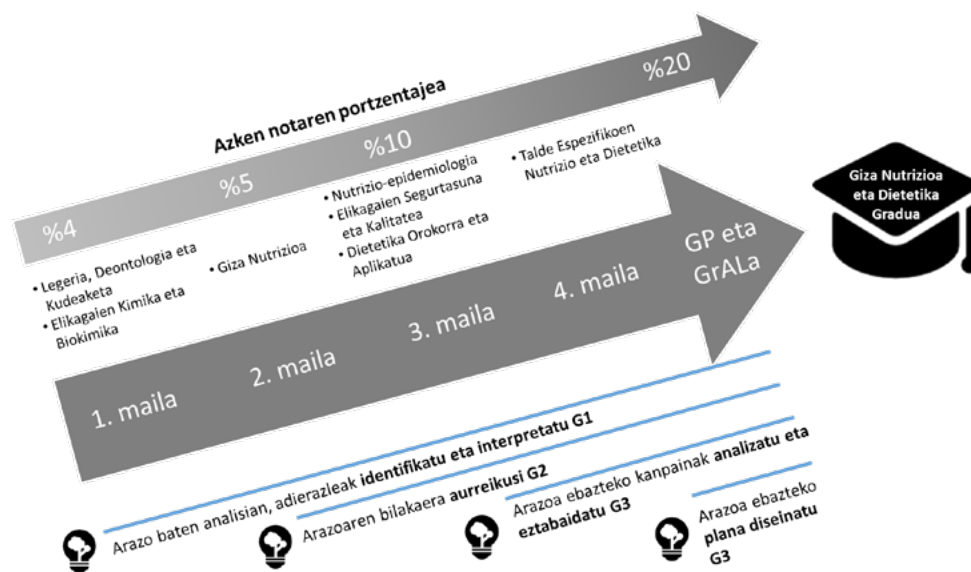 Azken notaren portzentajea
%4
%5
%10
%20
• Legeria, Deontologia eta
Kudeaketa
• Elikagaien Kimika eta
Biokimika
• Giza Nutrizioa
• Nutrizio-epidemiologia
• Elikagaien Segurtasuna
eta Kalitatea
• Dietetika Orokorra eta
Aplikatua
• Talde Espezifikoen
Nutrizio eta Dietetika
1. maila
2. maila
3. maila
4. maila
GP eta
GrALa
Giza Nutrizioa
eta Dietetika
Gradua
Arazo baten analisian, adierazleak identifikatu eta interpretatu G1
Arazoaren bilakaera aurreikusi G2
Arazoa ebazteko kanpainak analizatu eta
eztabaidatu G3
Arazoa ebazteko
plana diseinatu
G3